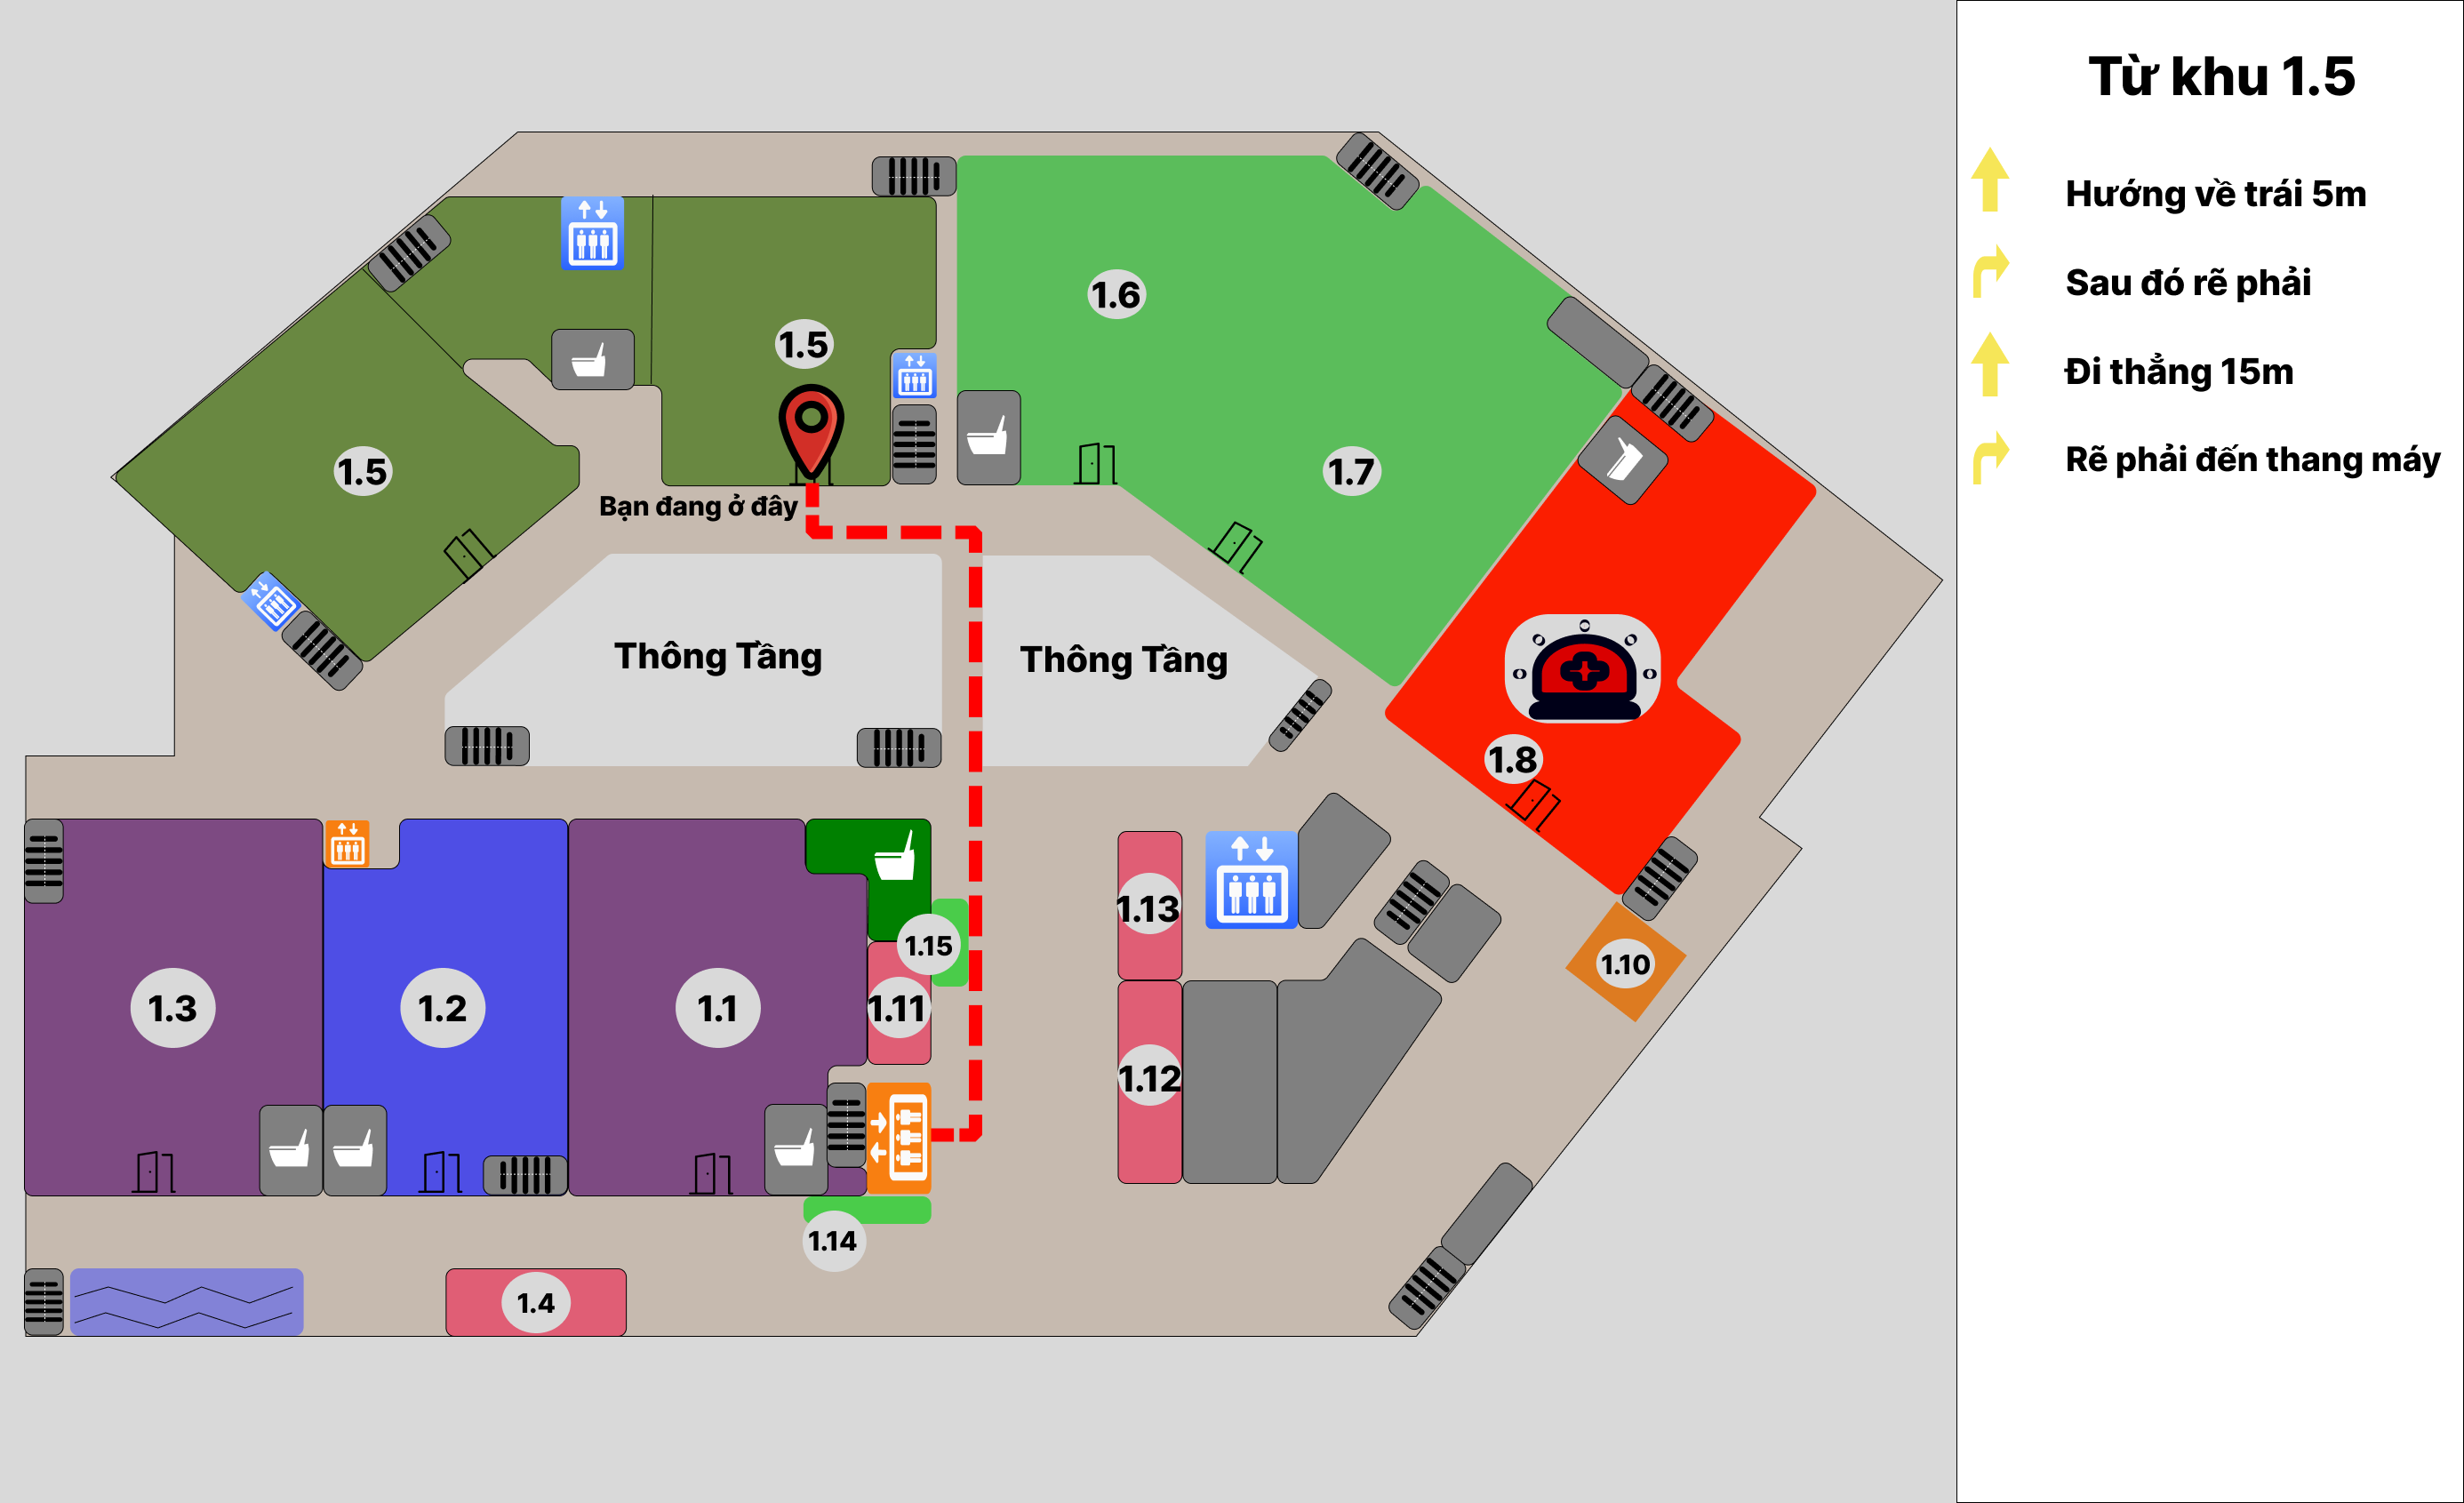 Từ khu 1.5
Hướng về trái 5m
Sau đó rẽ phải
Đi thẳng 15m
Rẽ phải đến thang máy
1.6
1.5
1.5
1.7
Bạn đang ở đây
Thông Tầng
Thông Tầng
1.8
1.13
1.15
1.10
1.3
1.2
1.1
1.11
1.12
1.14
1.4